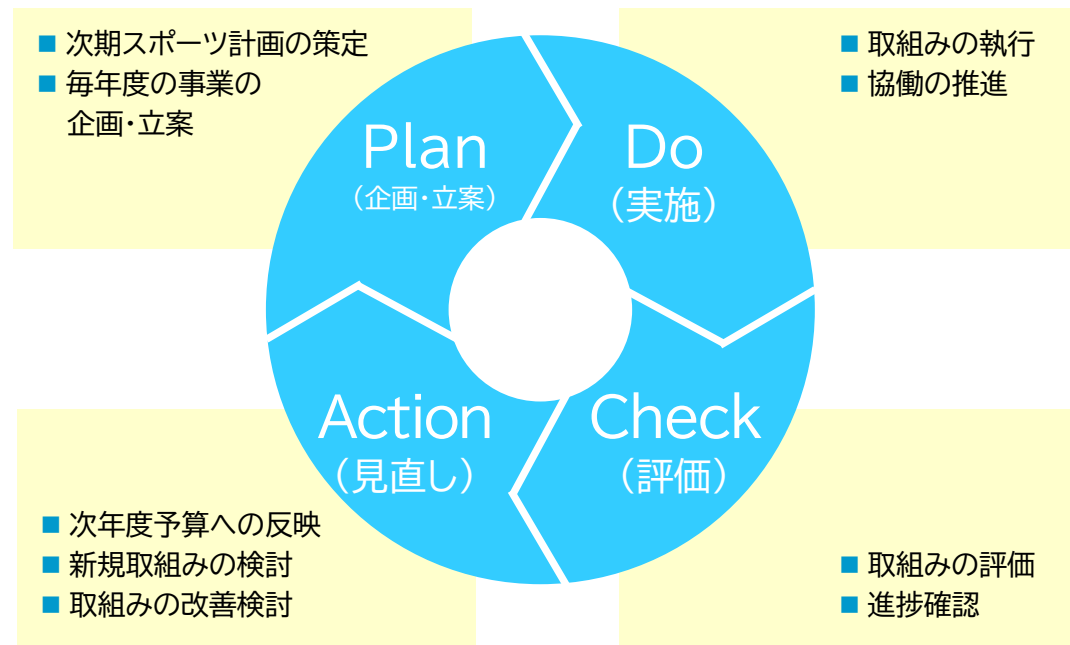 ■ 次期スポーツ計画の策定
■ 毎年度の事業の
企画・立案
Plan
（企画・立案）
■ 取組みの執行
■ 協働の推進
Do
（実施）
Check
（評価）
■ 取組みの評価
■ 進捗確認
Action
（見直し）
■ 次年度予算への反映
■ 新規取組みの検討
■ 取組みの改善検討